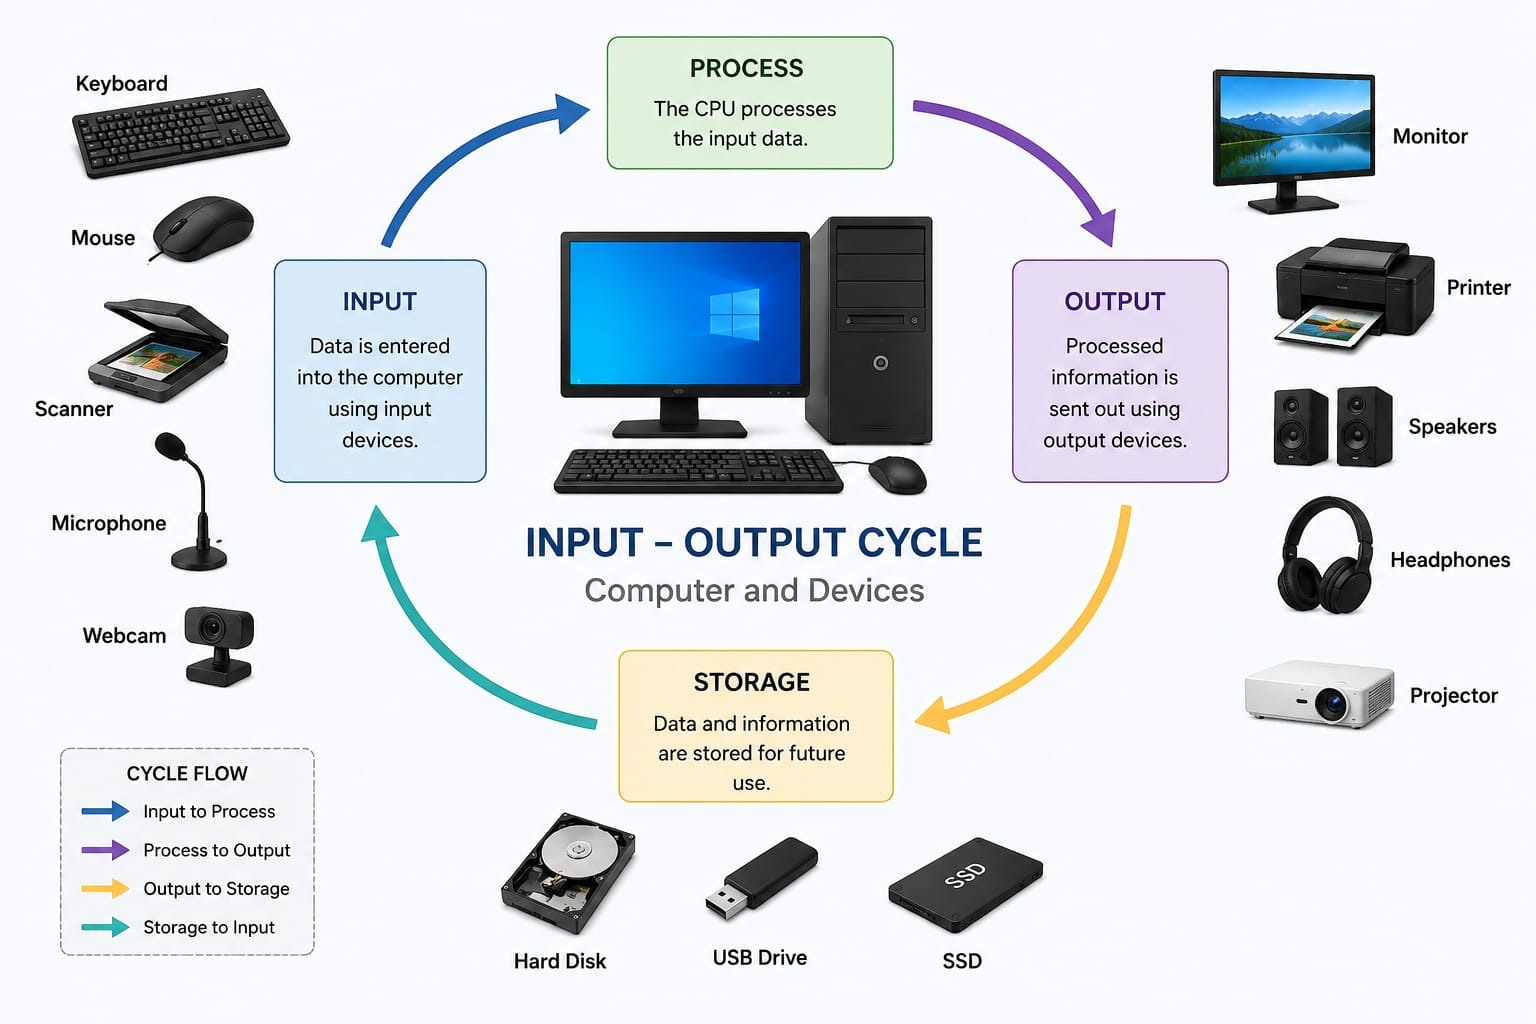 Keyboard
Mouse
Scanner
Microphone
Webcam
PROCESS
The CPU processes
the input data.
INPUT
Data is entered
into the computer
using input
devices.
OUTPUT
Processed
information is
sent out using
output devices.
INPUT – OUTPUT CYCLE
Computer and Devices
STORAGE
Data and information
are stored for future
use.
Monitor
Printer
Speakers
Headphones
Projector
CYCLE FLOW
Input to Process
Process to Output
Output to Storage
Storage to Input
SSD
Hard Disk
USB Drive
SSD